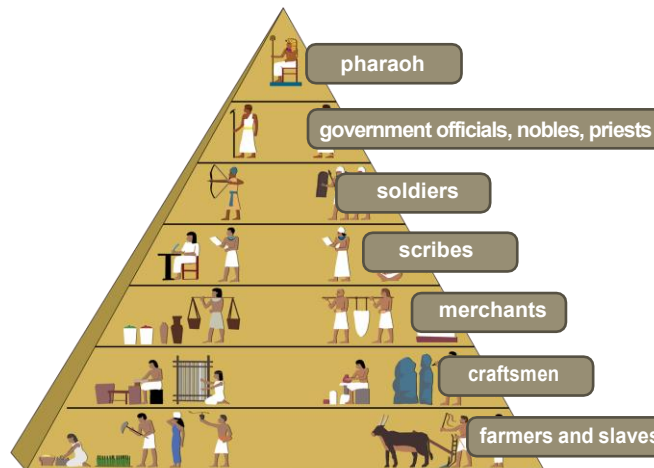 pharaoh
government officials, nobles, priests
soldiers
scribes
merchants
craftsmen
farmers and slaves